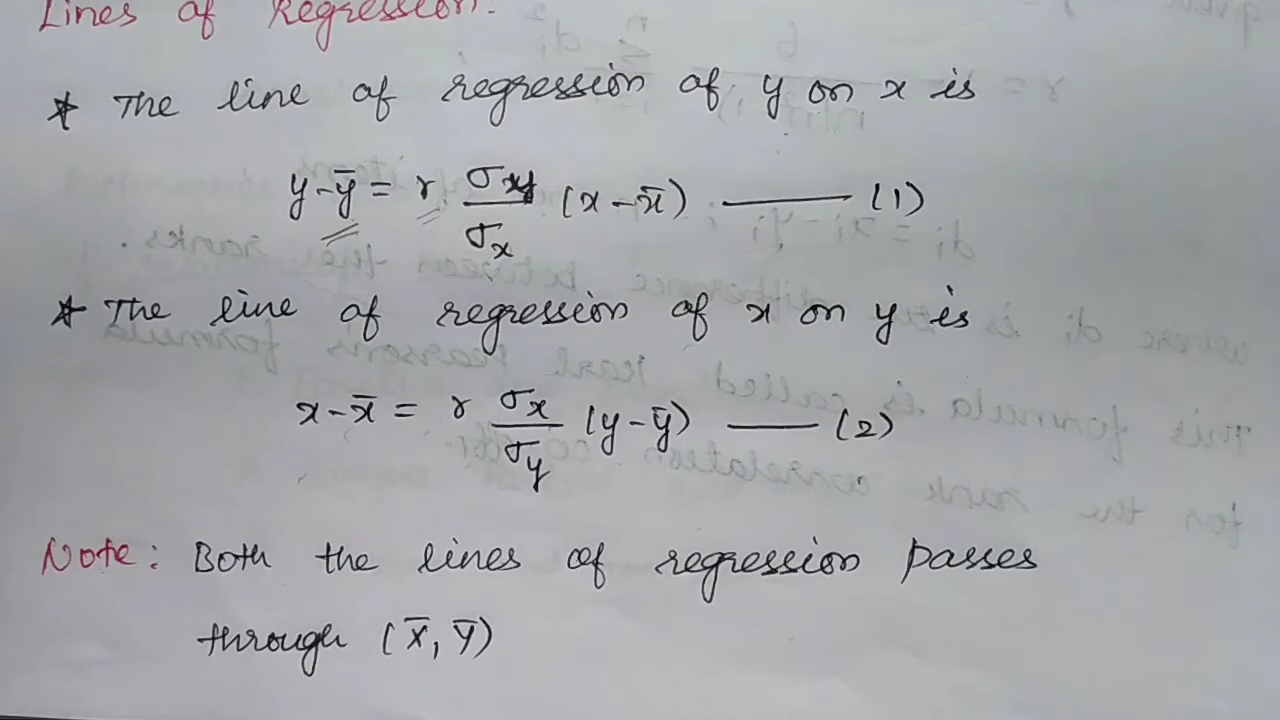 Lines of Regression:
* The line of regression of y on x is
y-ȳ = r σxy/σx (x-x̄) —— (1)
* The line of regression of x on y is
x-x̄ = r σx/σy (y-ȳ) —— (2)
Note: Both the lines of regression passes
through (x̄, ȳ)